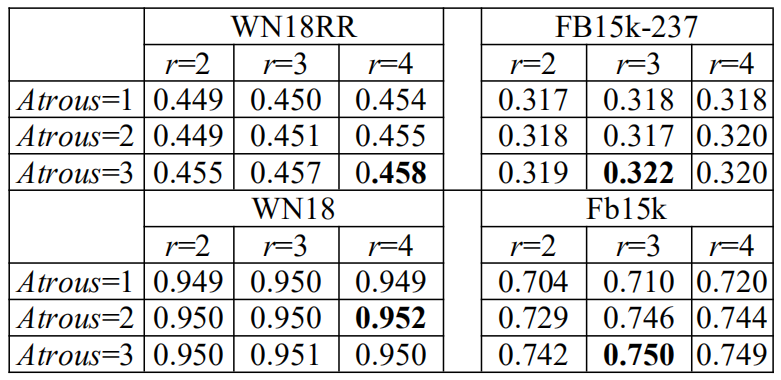 WN18RR FB15k-237
r=2 r=3 r=4 r=2 r=3 r=4
Atrous=1 0.449 0.450 0.454 0.317 0.318 0.318
Atrous=2 0.449 0.451 0.455 0.318 0.317 0.320
Atrous=3 0.455 0.457 0.458 0.319 0.322 0.320
WN18 Fb15k
r=2 r=3 r=4 r=2 r=3 r=4
Atrous=1 0.949 0.950 0.949 0.704 0.710 0.720
Atrous=2 0.950 0.950 0.952 0.729 0.746 0.744
Atrous=3 0.950 0.951 0.950 0.742 0.750 0.749